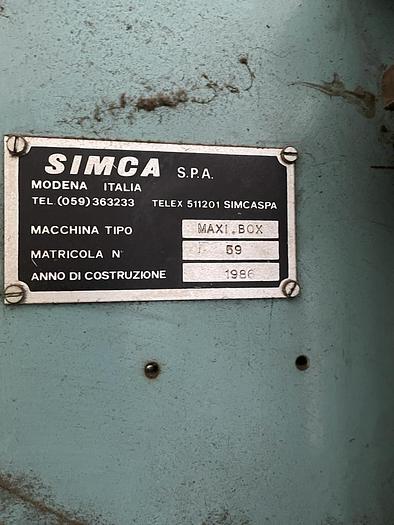 SIMCA S.P.A.
MODENA ITALIA
TEL (059) 363233 TELEX 511201 SIMCASPA
MACCHINA TIPO MAXI.BOX
MATRICOLA N° 59
ANNO DI COSTRUZIONE 1986